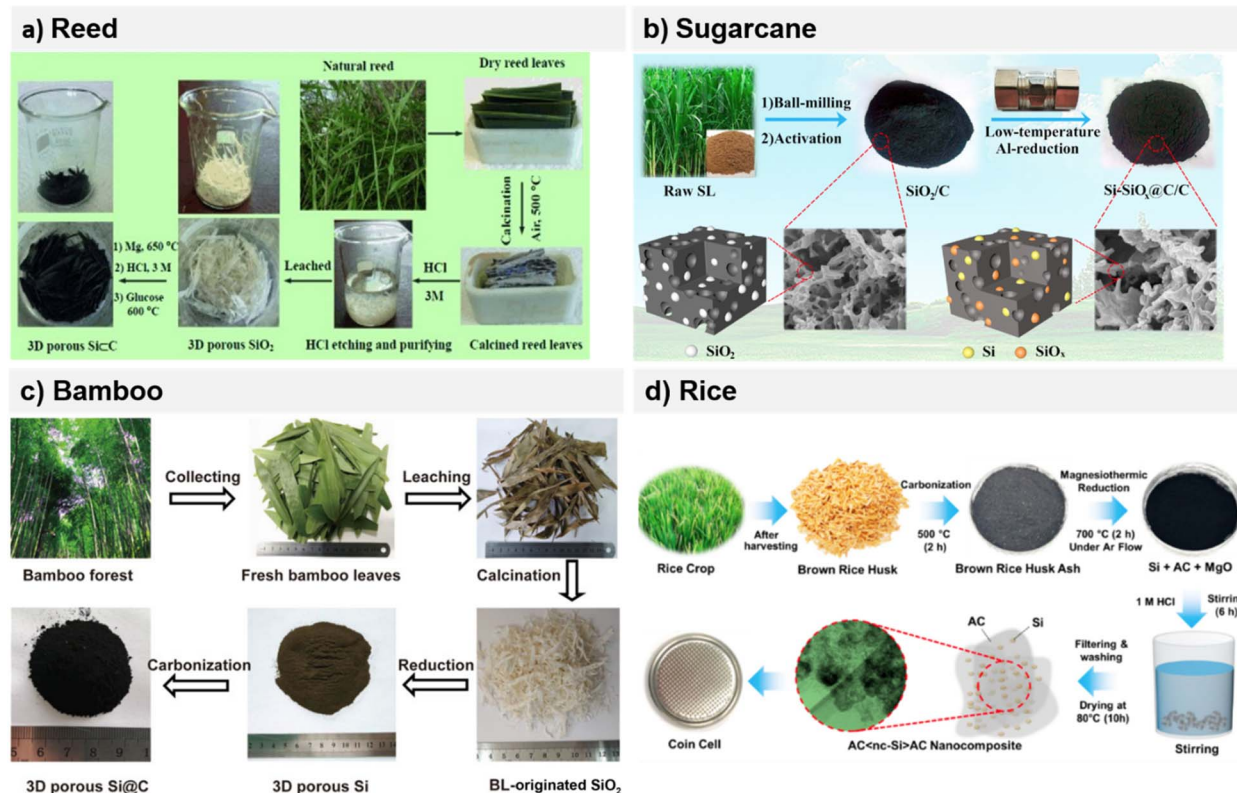 a) Reed
Natural reed
Dry reed leaves
Calcination
Air, 500 °C
1) Mg, 650 °C
2) HCl, 3 M
3) Glucose
600 °C
Leached
HCl
3M
3D porous Si⊂C
3D porous SiO₂
HCl etching and purifying
Calcined reed leaves
b) Sugarcane
1)Ball-milling
2)Activation
Low-temperature
Al-reduction
Raw SL
SiO₂/C
Si-SiOₓ@C/C
SiO₂
Si
SiOₓ
c) Bamboo
Collecting
Leaching
Bamboo forest
Fresh bamboo leaves
Calcination
Carbonization
Reduction
3D porous Si@C
3D porous Si
BL-originated SiO₂
d) Rice
After
harvesting
Carbonization
500 °C
(2 h)
Magnesiothermic
Reduction
700 °C (2 h)
Under Ar Flow
Rice Crop
Brown Rice Husk
Brown Rice Husk Ash
Si + AC + MgO
1 M HCl
Stirrin
(6 h)
AC
Si
Filtering &
washing
Drying at
80°C (10h)
Coin Cell
AC<nc-Si>AC Nanocomposite
Stirring